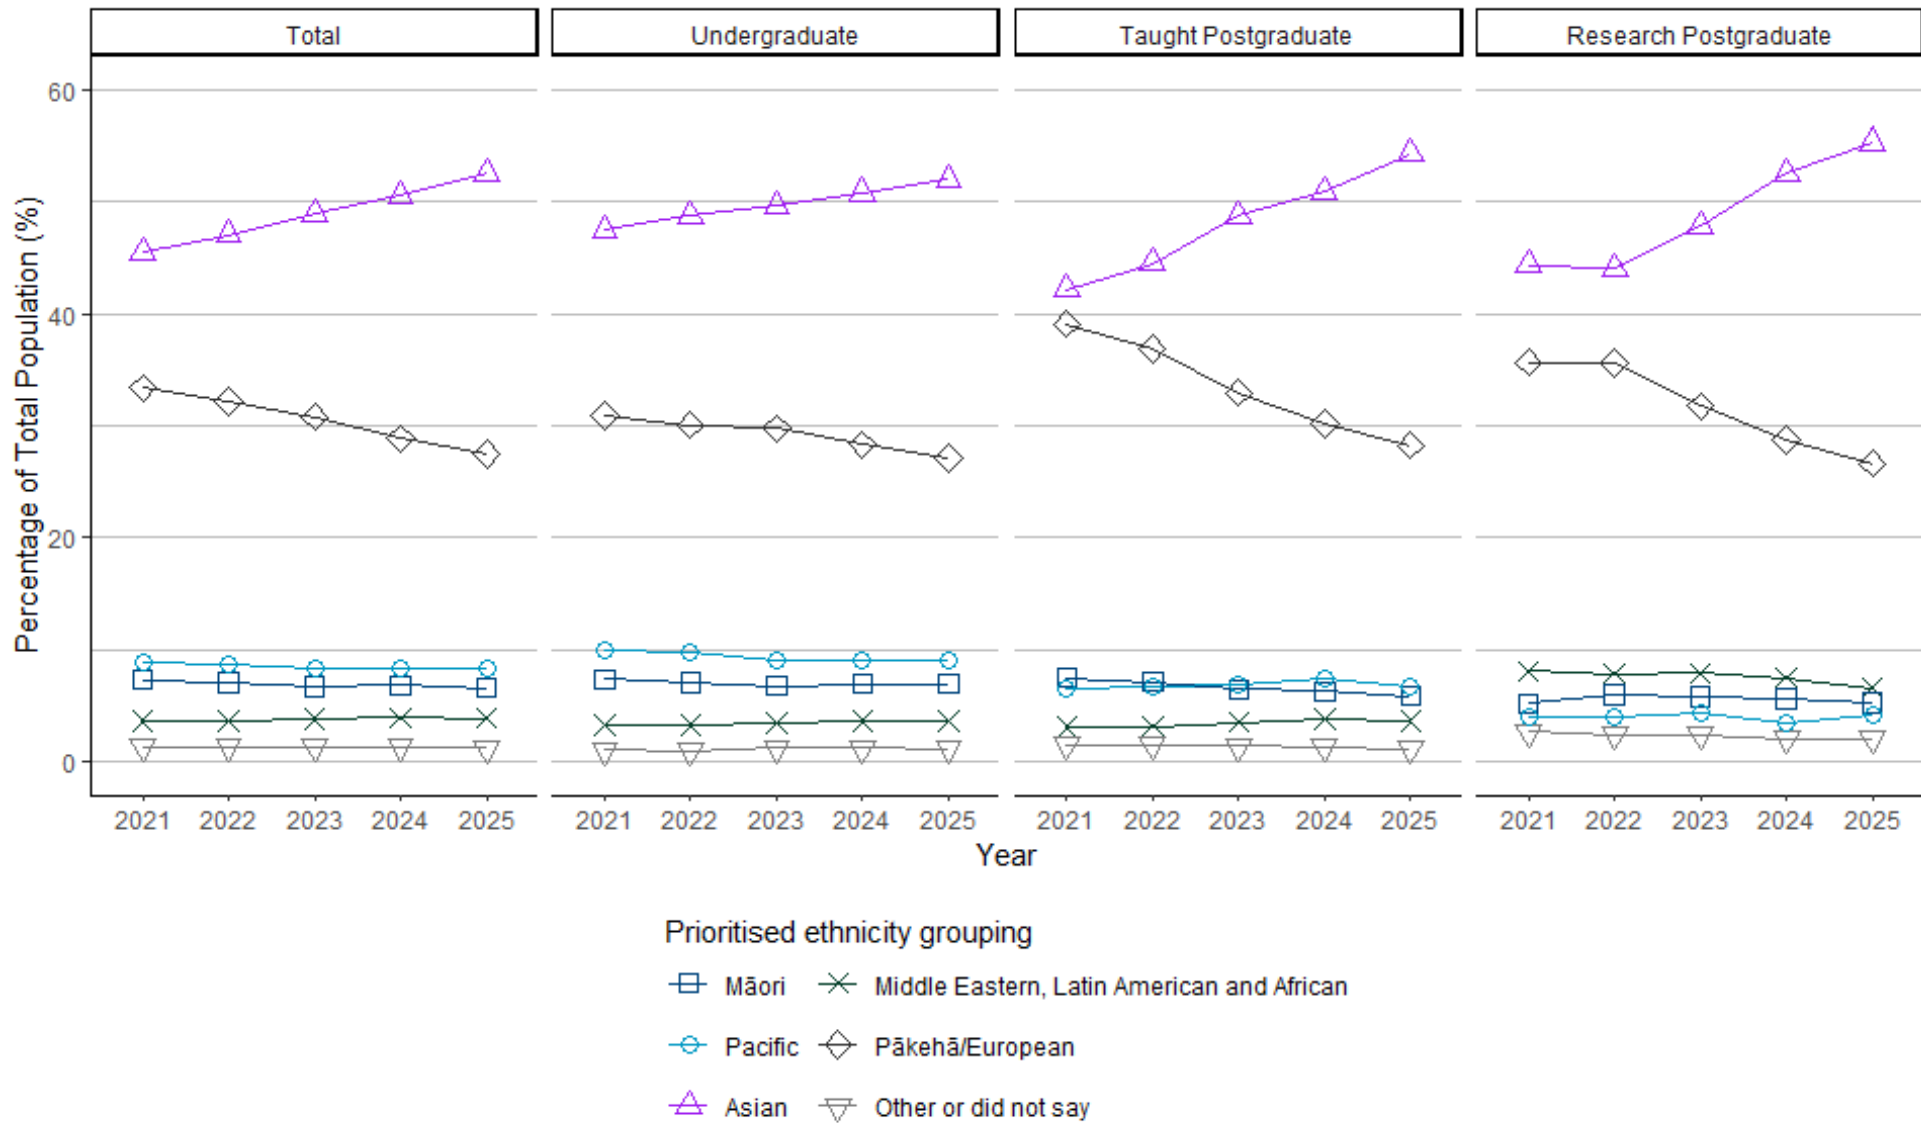 Total
Undergraduate
Taught Postgraduate
Research Postgraduate
Percentage of Total Population (%)
60
40
20
0
2021 2022 2023 2024 2025
2021 2022 2023 2024 2025
2021 2022 2023 2024 2025
2021 2022 2023 2024 2025
Year
Prioritised ethnicity grouping
Māori
Middle Eastern, Latin American and African
Pacific
Pākehā/European
Asian
Other or did not say